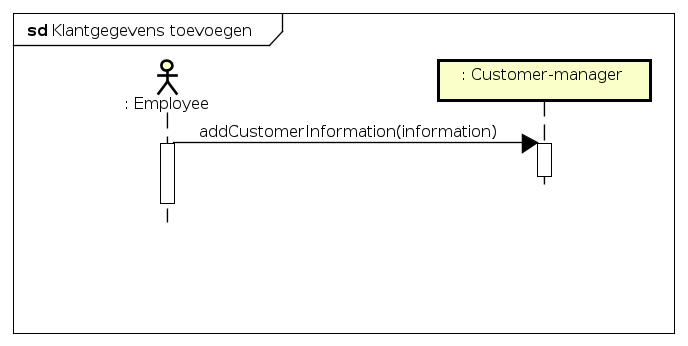 sd Klantgegevens toevoegen
: Employee
: Customer-manager
addCustomerInformation(information)